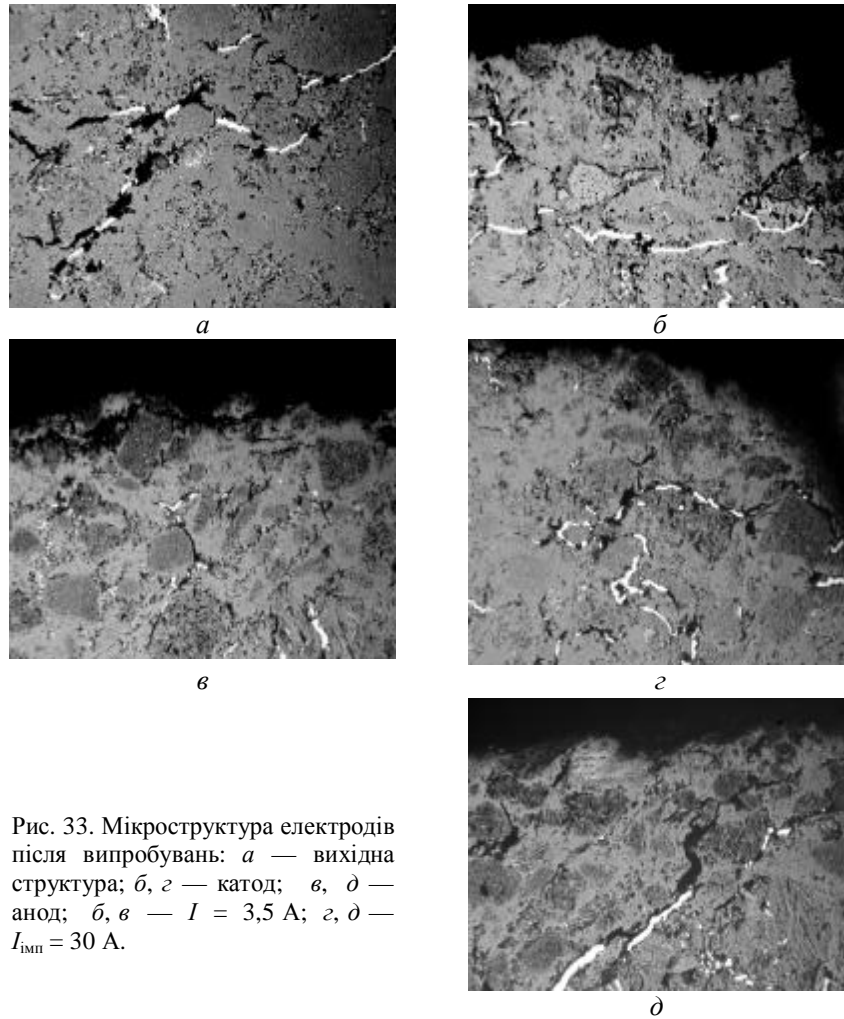 а
б
в
г
Рис. 33. Мікроструктура електродів
після випробувань: а — вихідна
структура; б, г — катод; в, д —
анод; б, в — I = 3,5 А; г, д —
Iімп = 30 А.
д